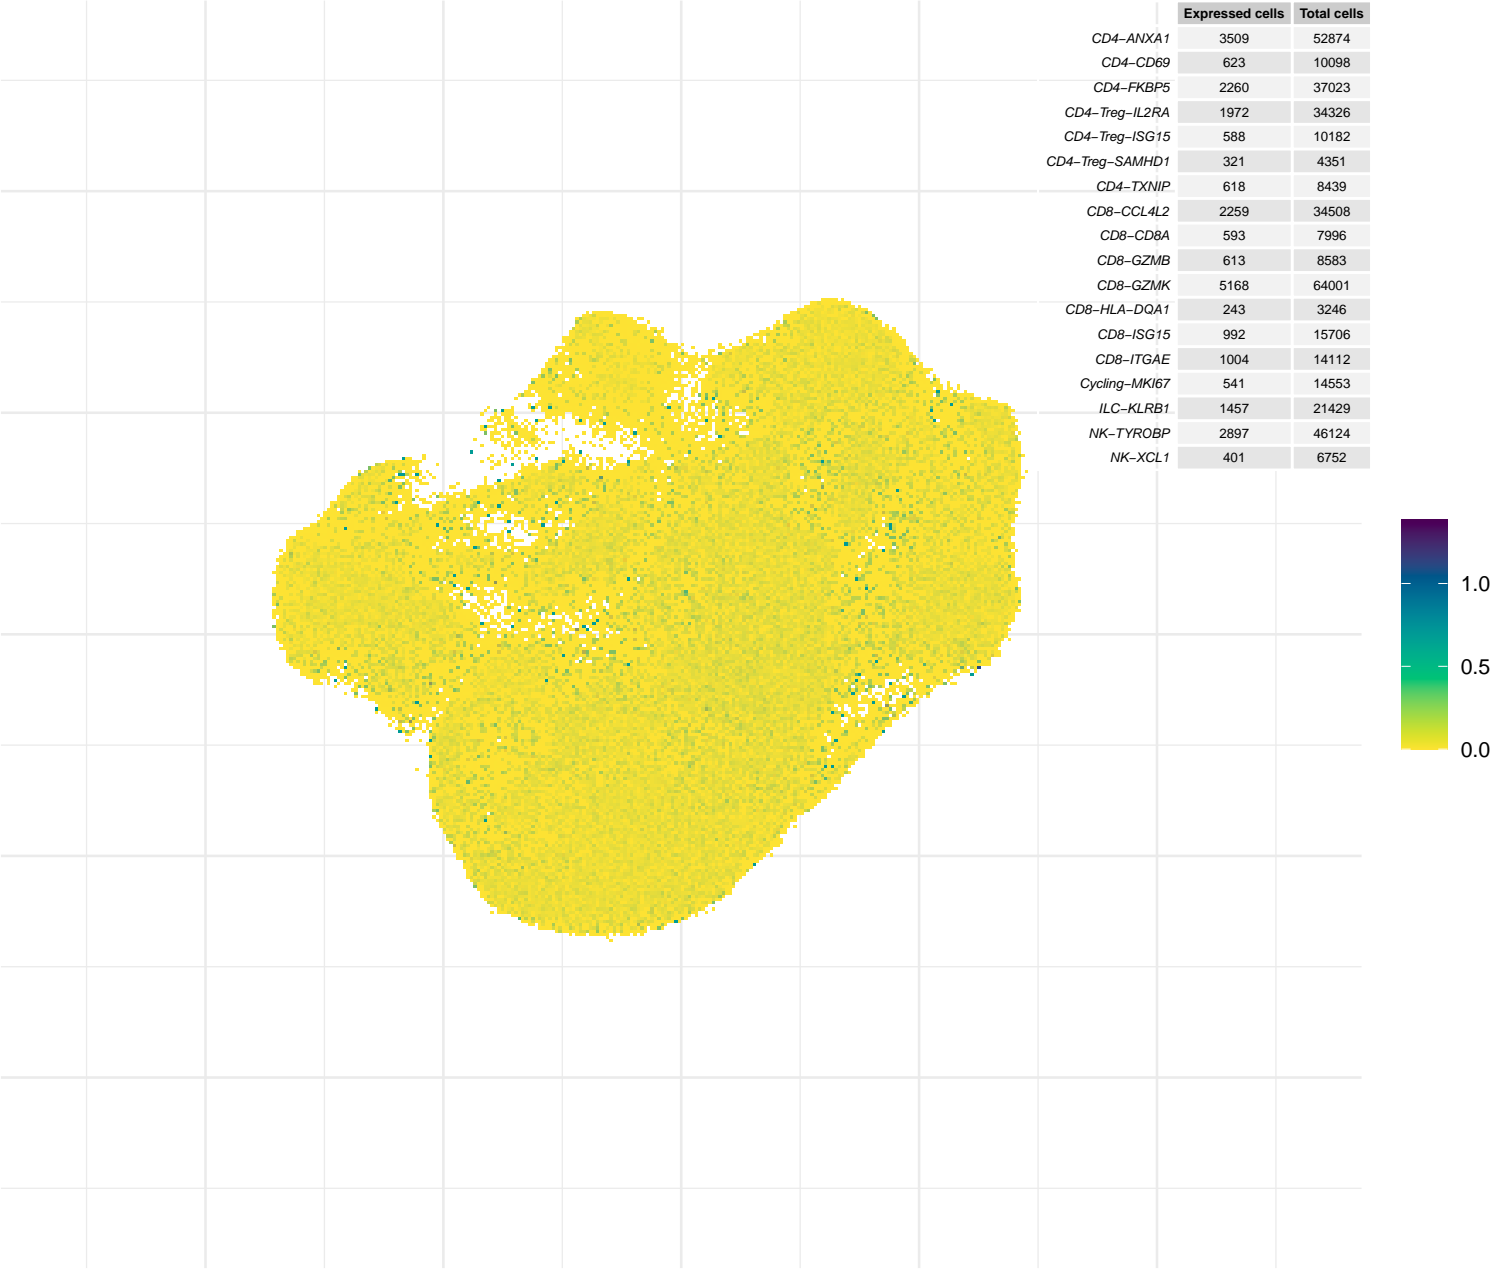 Expressed cells Total cells
CD4−ANXA1 3509 52874
CD4−CD69 623 10098
CD4−FKBP5 2260 37023
CD4−Treg−IL2RA 1972 34326
CD4−Treg−ISG15 588 10182
CD4−Treg−SAMHD1 321 4351
CD4−TXNIP 618 8439
CD8−CCL4L2 2259 34508
CD8−CD8A 593 7996
CD8−GZMB 613 8583
CD8−GZMK 5168 64001
CD8−HLA−DQA1 243 3246
CD8−ISG15 992 15706
CD8−ITGAE 1004 14112
Cycling−MKI67 541 14553
ILC−KLRB1 1457 21429
NK−TYROBP 2897 46124
NK−XCL1 401 6752
1.0
0.5
0.0